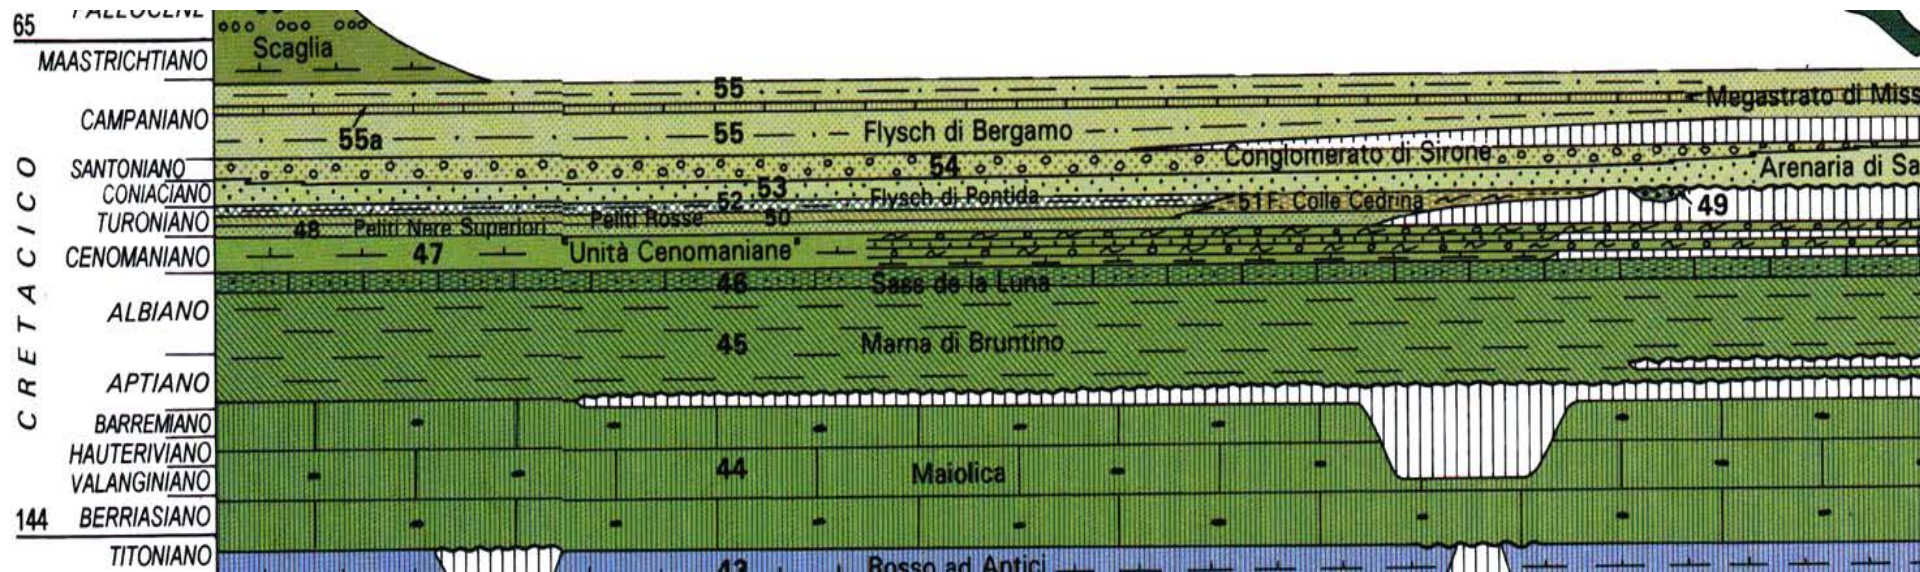 PALEOCENE
65
Scaglia
MAASTRICHTIANO
55
Megastrato di Miss
CAMPANIANO
55a
55
Flysch di Bergamo
SANTONIANO
54
Conglomerato di Sirone
Arenaria di Sa
CONIACIANO
53
52
Flysch di Pontida
51 F. Colle Cedrina
49
TURONIANO
48
Peliti Nere Superiori
Peliti Rosse
50
CENOMANIANO
47
"Unità Cenomaniane"
46
Sass de la Luna
ALBIANO
45
Marna di Bruntino
APTIANO
CRETACICO
BARREMIANO
HAUTERIVIANO
44
Maiolica
VALANGINIANO
144
BERRIASIANO
TITONIANO
43
Rosso ad Aptici